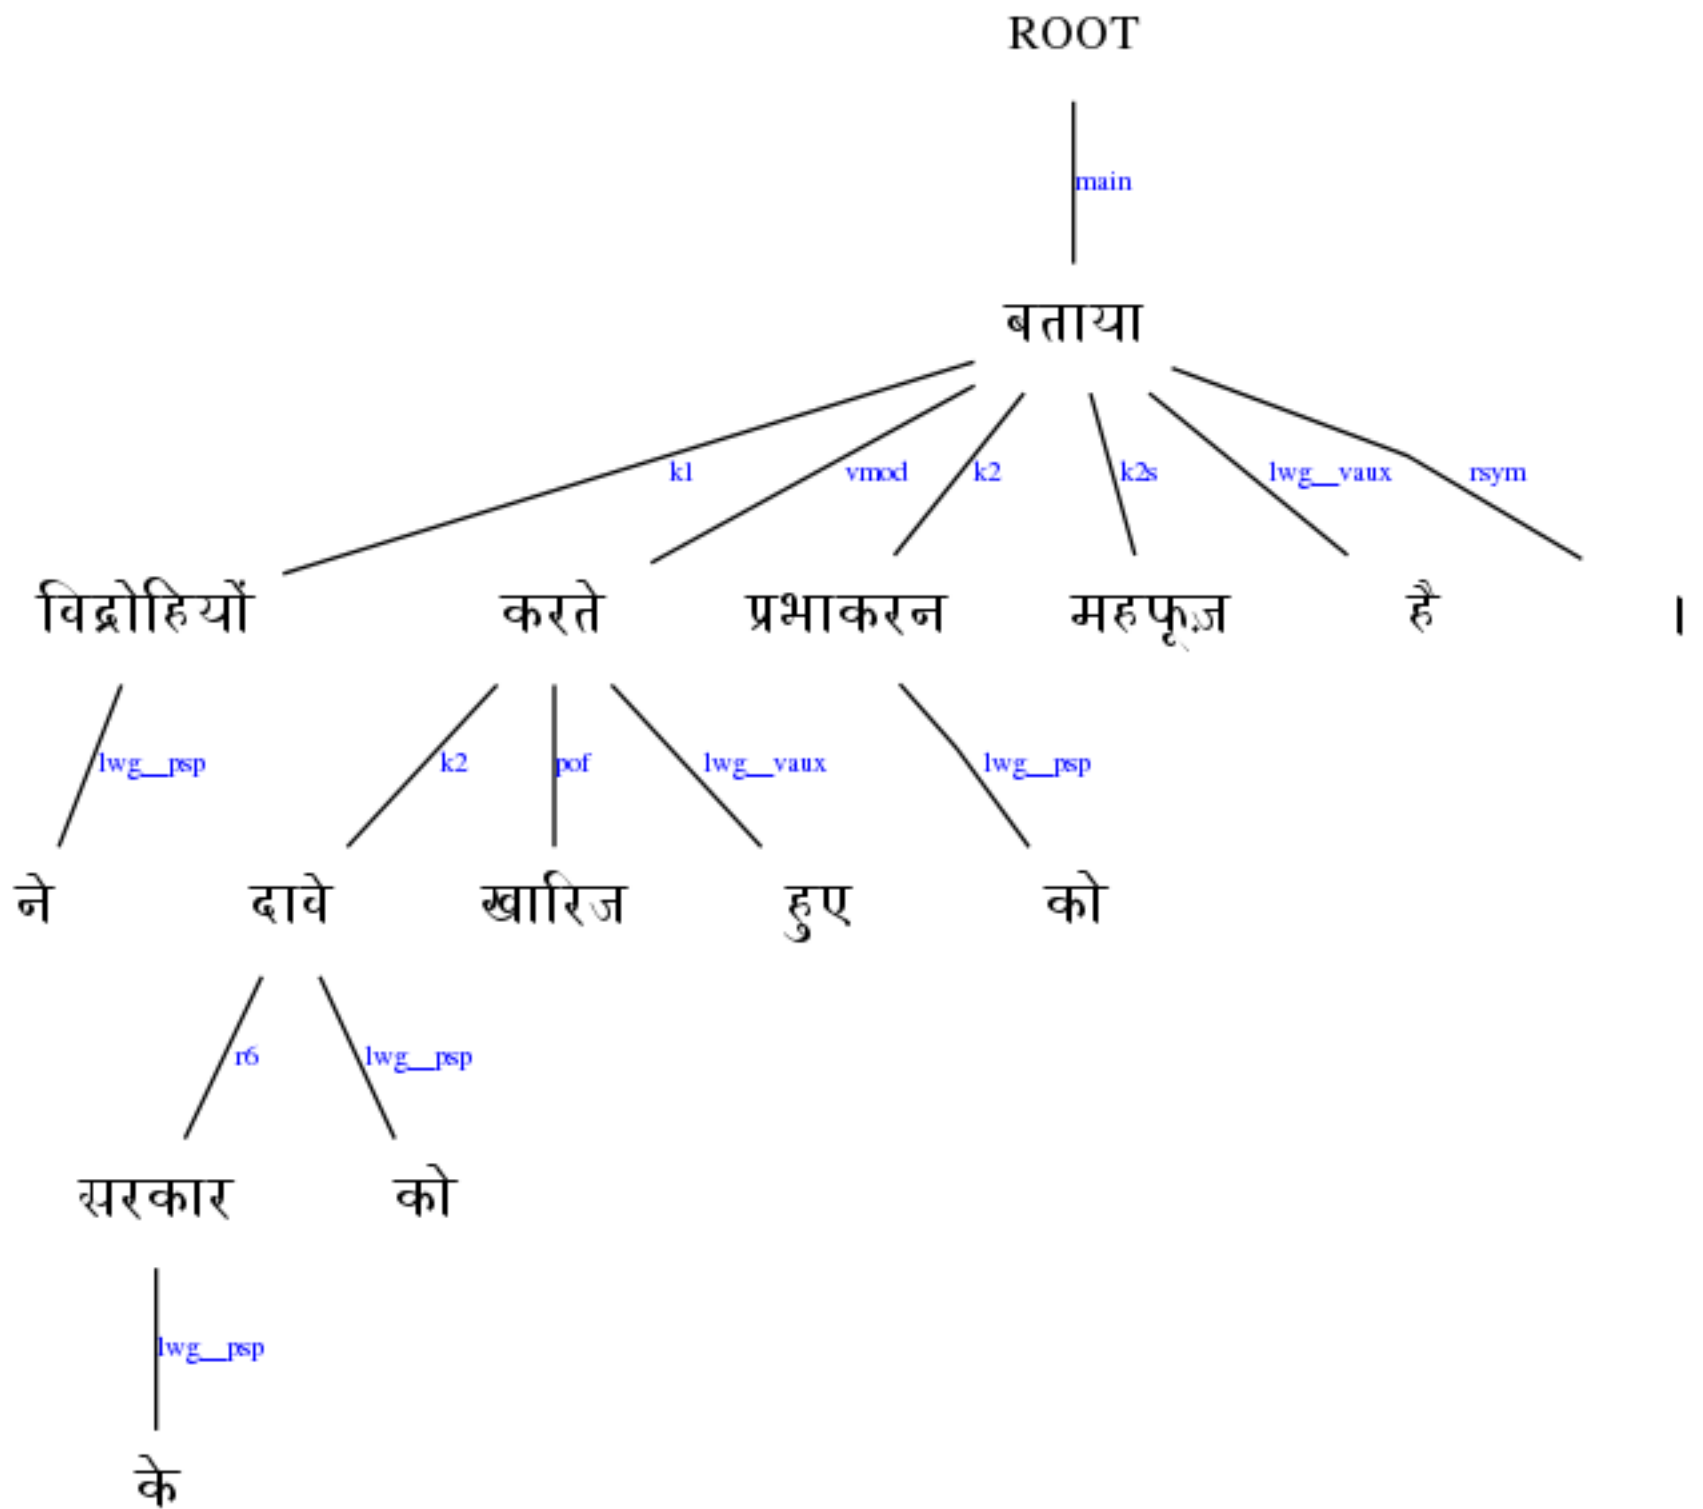 ROOT
main
बताया
k1 vmod k2 k2s lwg__vaux rsym
विद्रोहियों करते प्रभाकरन महफूज़ है ।
lwg__psp k2 pof lwg__vaux lwg__psp
ने दावे खारिज हुए को
r6 lwg__psp
सरकार को
lwg__psp
के